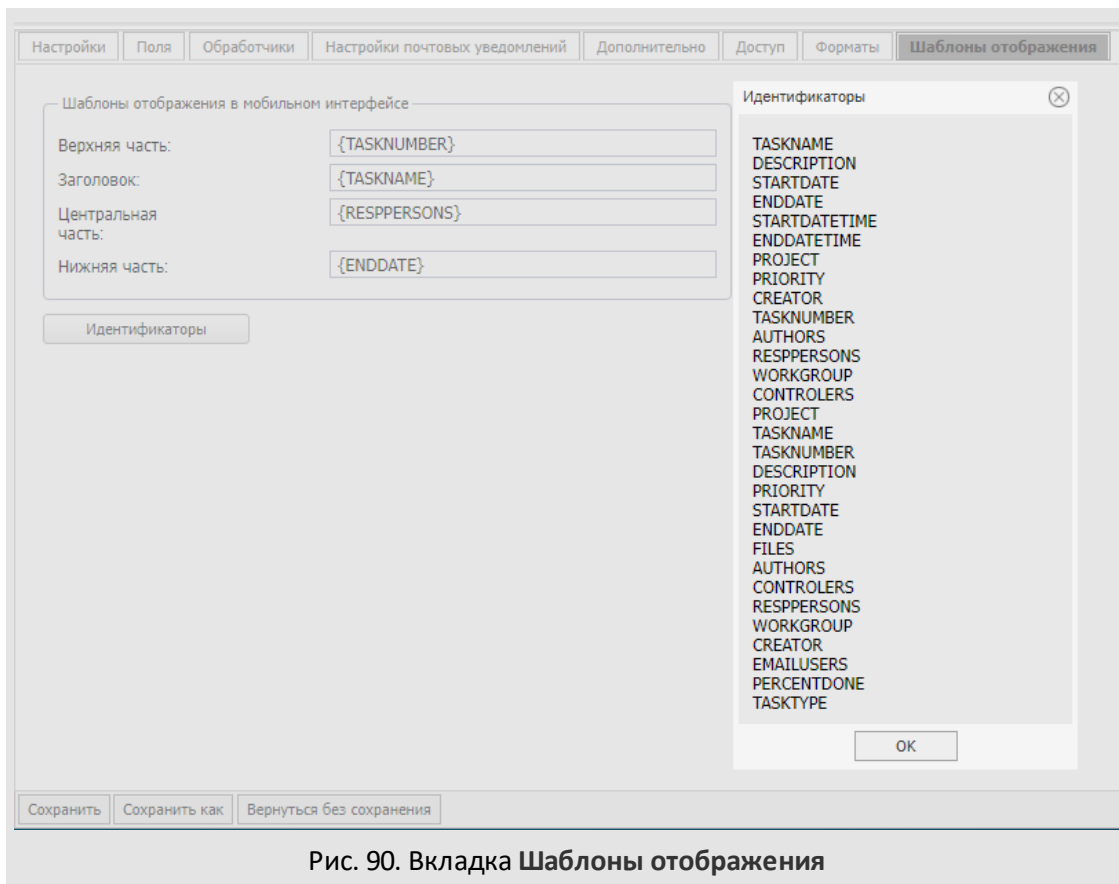 Настройки Поля Обработчики Настройки почтовых уведомлений Дополнительно Доступ Форматы Шаблоны отображения
Шаблоны отображения в мобильном интерфейсе
Верхняя часть: {TASKNUMBER}
Заголовок: {TASKNAME}
Центральная {RESPPERSONS}
часть:
Нижняя часть: {ENDDATE}
Идентификаторы
Идентификаторы
TASKNAME
DESCRIPTION
STARTDATE
ENDDATE
STARTDATETIME
ENDDATETIME
PROJECT
PRIORITY
CREATOR
TASKNUMBER
AUTHORS
RESPPERSONS
WORKGROUP
CONTROLERS
PROJECT
TASKNAME
TASKNUMBER
DESCRIPTION
PRIORITY
STARTDATE
ENDDATE
FILES
AUTHORS
CONTROLERS
RESPPERSONS
WORKGROUP
CREATOR
EMAILUSERS
PERCENTDONE
TASKTYPE
OK
Сохранить Сохранить как Вернуться без сохранения
Рис. 90. Вкладка Шаблоны отображения